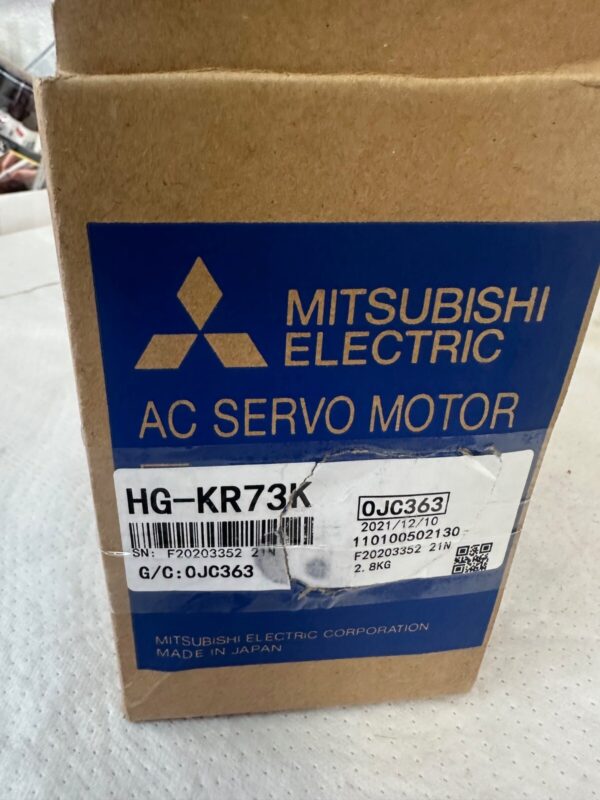 MITSUBISHI
ELECTRIC
AC SERVO MOTOR
HG-KR73K
SN: F20203352 21N
G/C:0JC363
0JC363
2021/12/10
110100502130
F20203352 21N
2.8KG
MITSUBISHI ELECTRIC CORPORATION
MADE IN JAPAN